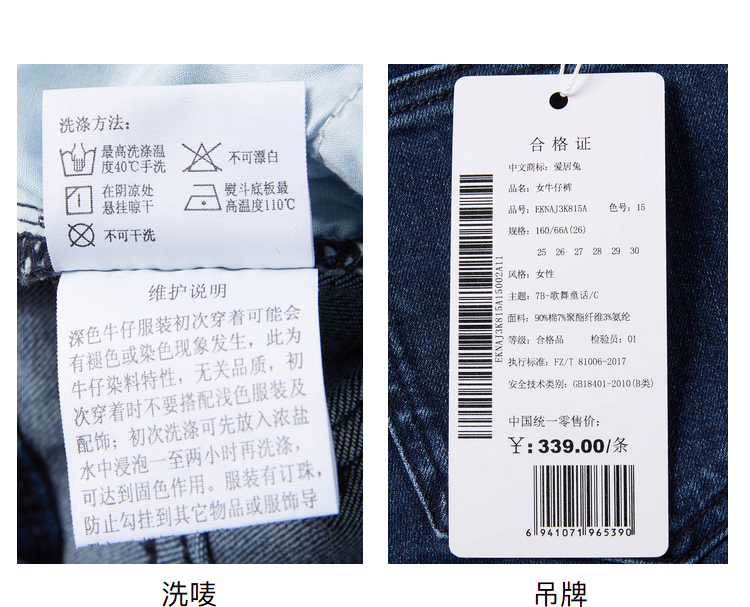 洗涤方法：
最高洗涤温
度40℃手洗
不可漂白
在阴凉处
悬挂晾干
熨斗底板最
高温度110℃
不可干洗
维护说明
深色牛仔服装初次穿着可能会
有褪色或染色现象发生，此为
牛仔染料特性，无关品质，初
次穿着时不要搭配浅色服装及
配饰；初次洗涤可先放入浓盐
水中浸泡一至两小时再洗涤，
可达到固色作用。服装有订珠，
防止勾挂到其它物品或服饰导
洗唛
合格证
中文商标：爱居兔
品名：女牛仔裤
品号：EKNAJ3K815A 色号：15
规格：160/66A(26)
25 26 27 28 29 30
风格：女性
主题：7B-歌舞童话/C
面料：90%棉7%聚酯纤维3%氨纶
等级：合格品 检验员：01
执行标准：FZ/T 81006-2017
安全技术类别：GB18401-2010(B类)
EKNAJ3K815A15002A11
中国统一零售价：
￥：339.00/条
6 941071 965390
吊牌